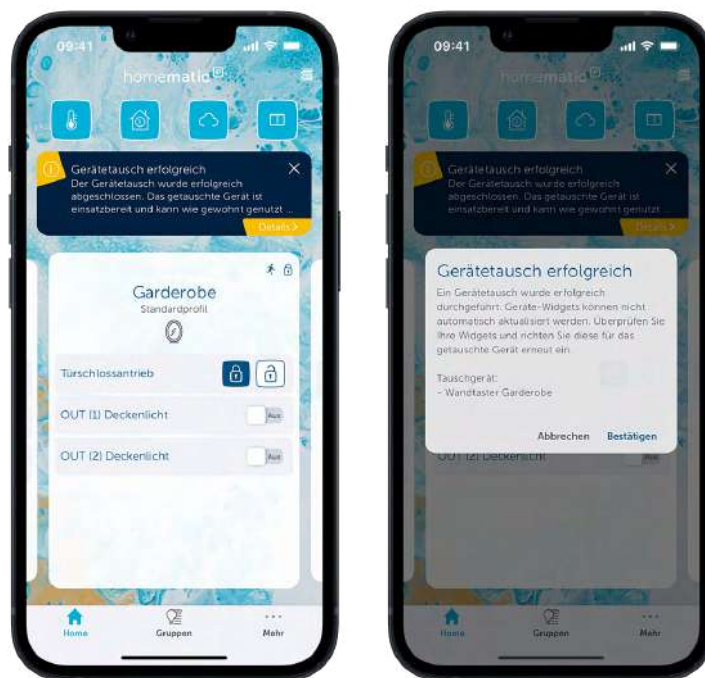 09:41
homematic IP
Gerätetausch erfolgreich
Der Gerätetausch wurde erfolgreich
abgeschlossen. Das getauschte Gerät ist
einsatzbereit und kann wie gewohnt genutzt ...
Details >
Garderobe
Standardprofil
Türschlossantrieb
OUT (1) Deckenlicht
Aus
OUT (2) Deckenlicht
Aus
Home
Gruppen
Mehr
09:41
homematic IP
Gerätetausch erfolgreich
Der Gerätetausch wurde erfolgreich
abgeschlossen. Das getauschte Gerät ist
einsatzbereit und kann wie gewohnt genutzt ...
Details >
Gerätetausch erfolgreich
Ein Gerätetausch wurde erfolgreich
durchgeführt. Geräte-Widgets können nicht
automatisch aktualisiert werden. Überprüfen Sie
Ihre Widgets und richten Sie diese für das
getauschte Gerät erneut ein.
Tauschgerät:
- Wandtaster Garderobe
Abbrechen
Bestätigen
OUT (2) Deckenlicht
Aus
Home
Gruppen
Mehr